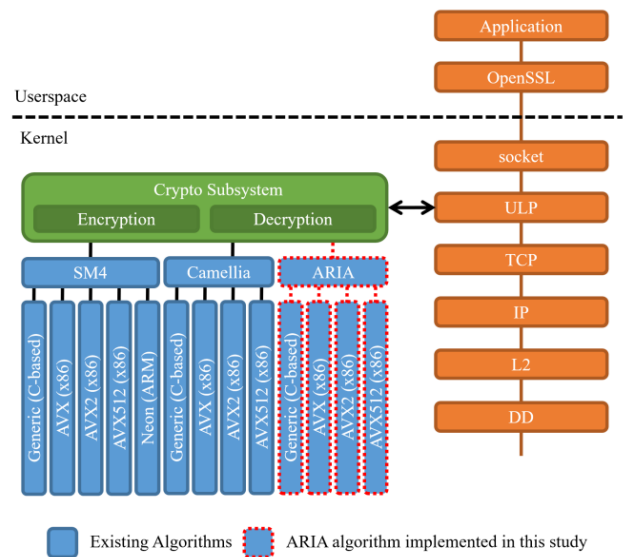 Application
OpenSSL
Userspace
Kernel
socket
Crypto Subsystem
Encryption
Decryption
ULP
SM4
Camellia
ARIA
TCP
IP
L2
DD
Generic (C-based)
AVX (x86)
AVX2 (x86)
AVX512 (x86)
Neon (ARM)
Generic (C-based)
AVX (x86)
AVX2 (x86)
AVX512 (x86)
Generic (C-based)
AVX (x86)
AVX2 (x86)
AVX512 (x86)
Existing Algorithms
ARIA algorithm implemented in this study